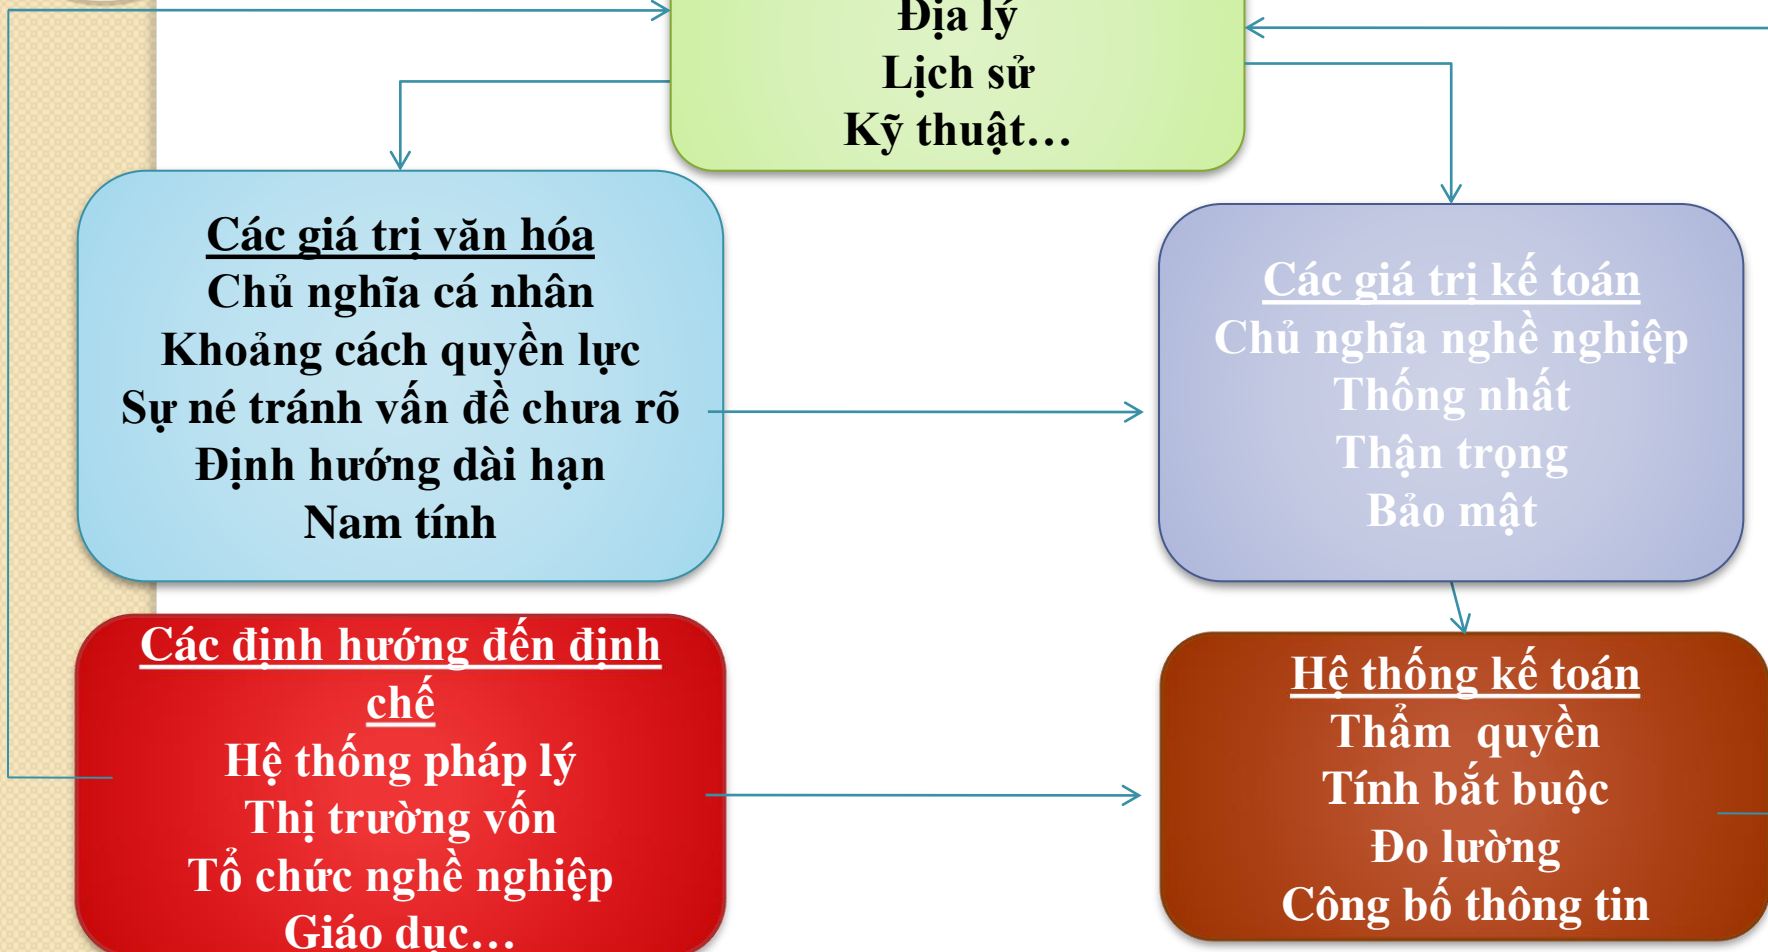 Địa lý
Lịch sử
Kỹ thuật…
Các giá trị văn hóa
Chủ nghĩa cá nhân
Khoảng cách quyền lực
Sự né tránh vấn đề chưa rõ
Định hướng dài hạn
Nam tính
Các giá trị kế toán
Chủ nghĩa nghề nghiệp
Thống nhất
Thận trọng
Bảo mật
Các định hướng đến định
chế
Hệ thống pháp lý
Thị trường vốn
Tổ chức nghề nghiệp
Giáo dục…
Hệ thống kế toán
Thẩm  quyền
Tính bắt buộc
Đo lường
Công bố thông tin